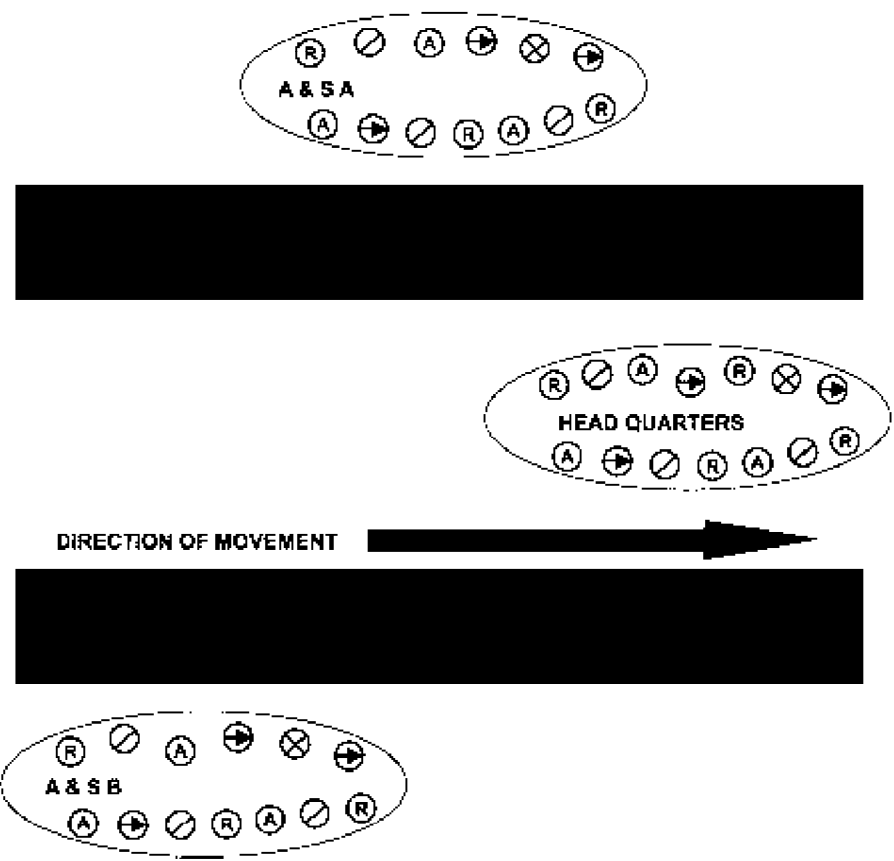 R A
A & S A
A R A R
R A R
HEAD QUARTERS
A R A R
DIRECTION OF MOVEMENT
R A
A & S B
A R A R